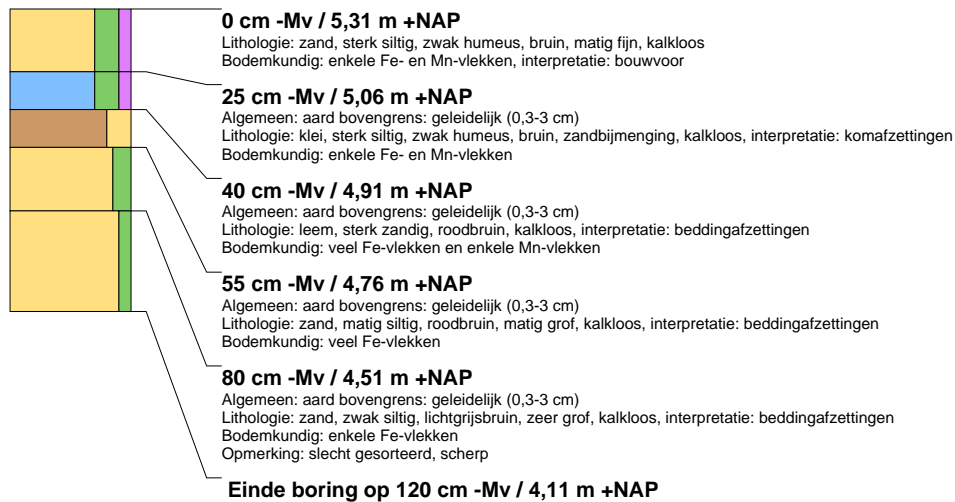 0 cm -Mv / 5,31 m +NAP
Lithologie: zand, sterk siltig, zwak humeus, bruin, matig fijn, kalkloos
Bodemkundig: enkele Fe- en Mn-vlekken, interpretatie: bouwvoor
25 cm -Mv / 5,06 m +NAP
Algemeen: aard bovengrens: geleidelijk (0,3-3 cm)
Lithologie: klei, sterk siltig, zwak humeus, bruin, zandbijmenging, kalkloos, interpretatie: komafzettingen
Bodemkundig: enkele Fe- en Mn-vlekken
40 cm -Mv / 4,91 m +NAP
Algemeen: aard bovengrens: geleidelijk (0,3-3 cm)
Lithologie: leem, sterk zandig, roodbruin, kalkloos, interpretatie: beddingafzettingen
Bodemkundig: veel Fe-vlekken en enkele Mn-vlekken
55 cm -Mv / 4,76 m +NAP
Algemeen: aard bovengrens: geleidelijk (0,3-3 cm)
Lithologie: zand, matig siltig, roodbruin, matig grof, kalkloos, interpretatie: beddingafzettingen
Bodemkundig: veel Fe-vlekken
80 cm -Mv / 4,51 m +NAP
Algemeen: aard bovengrens: geleidelijk (0,3-3 cm)
Lithologie: zand, zwak siltig, lichtgrijsbruin, zeer grof, kalkloos, interpretatie: beddingafzettingen
Bodemkundig: enkele Fe-vlekken
Opmerking: slecht gesorteerd, scherp
Einde boring op 120 cm -Mv / 4,11 m +NAP